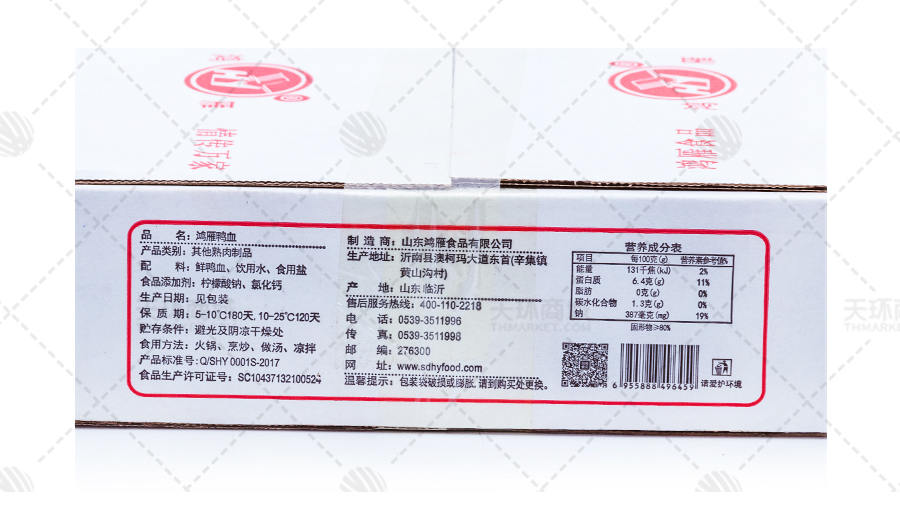 品 名：鸿雁鸭血
产品类别：其他熟肉制品
配 料：鲜鸭血、饮用水、食用盐
食品添加剂：柠檬酸钠、氯化钙
生产日期：见包装
保 质 期：5-10℃180天，10-25℃120天
贮存条件：避光及阴凉干燥处
食用方法：火锅、烹炒、做汤、凉拌
产品标准号：Q/SHY 0001S-2017
食品生产许可证号：SC10437132100524
制 造 商：山东鸿雁食品有限公司
生产地址：沂南县澳柯玛大道东首(辛集镇
黄山沟村)
产 地：山东临沂
售后服务热线：400-110-2218
电 话：0539-3511996
传 真：0539-3511998
邮 编：276300
网 址：www.sdhyfood.com
温馨提示：包装袋破损或膨胀，请到购买处更换。
营养成分表
项目 每100克(g) 营养素参考值%
能量 131千焦(kJ) 2%
蛋白质 6.4克(g) 11%
脂肪 0克(g) 0%
碳水化合物 1.3克(g) 0%
钠 387毫克(mg) 19%
固形物≥80%
6 955888 496459
请爱护环境
天环商
THMARKET.COM